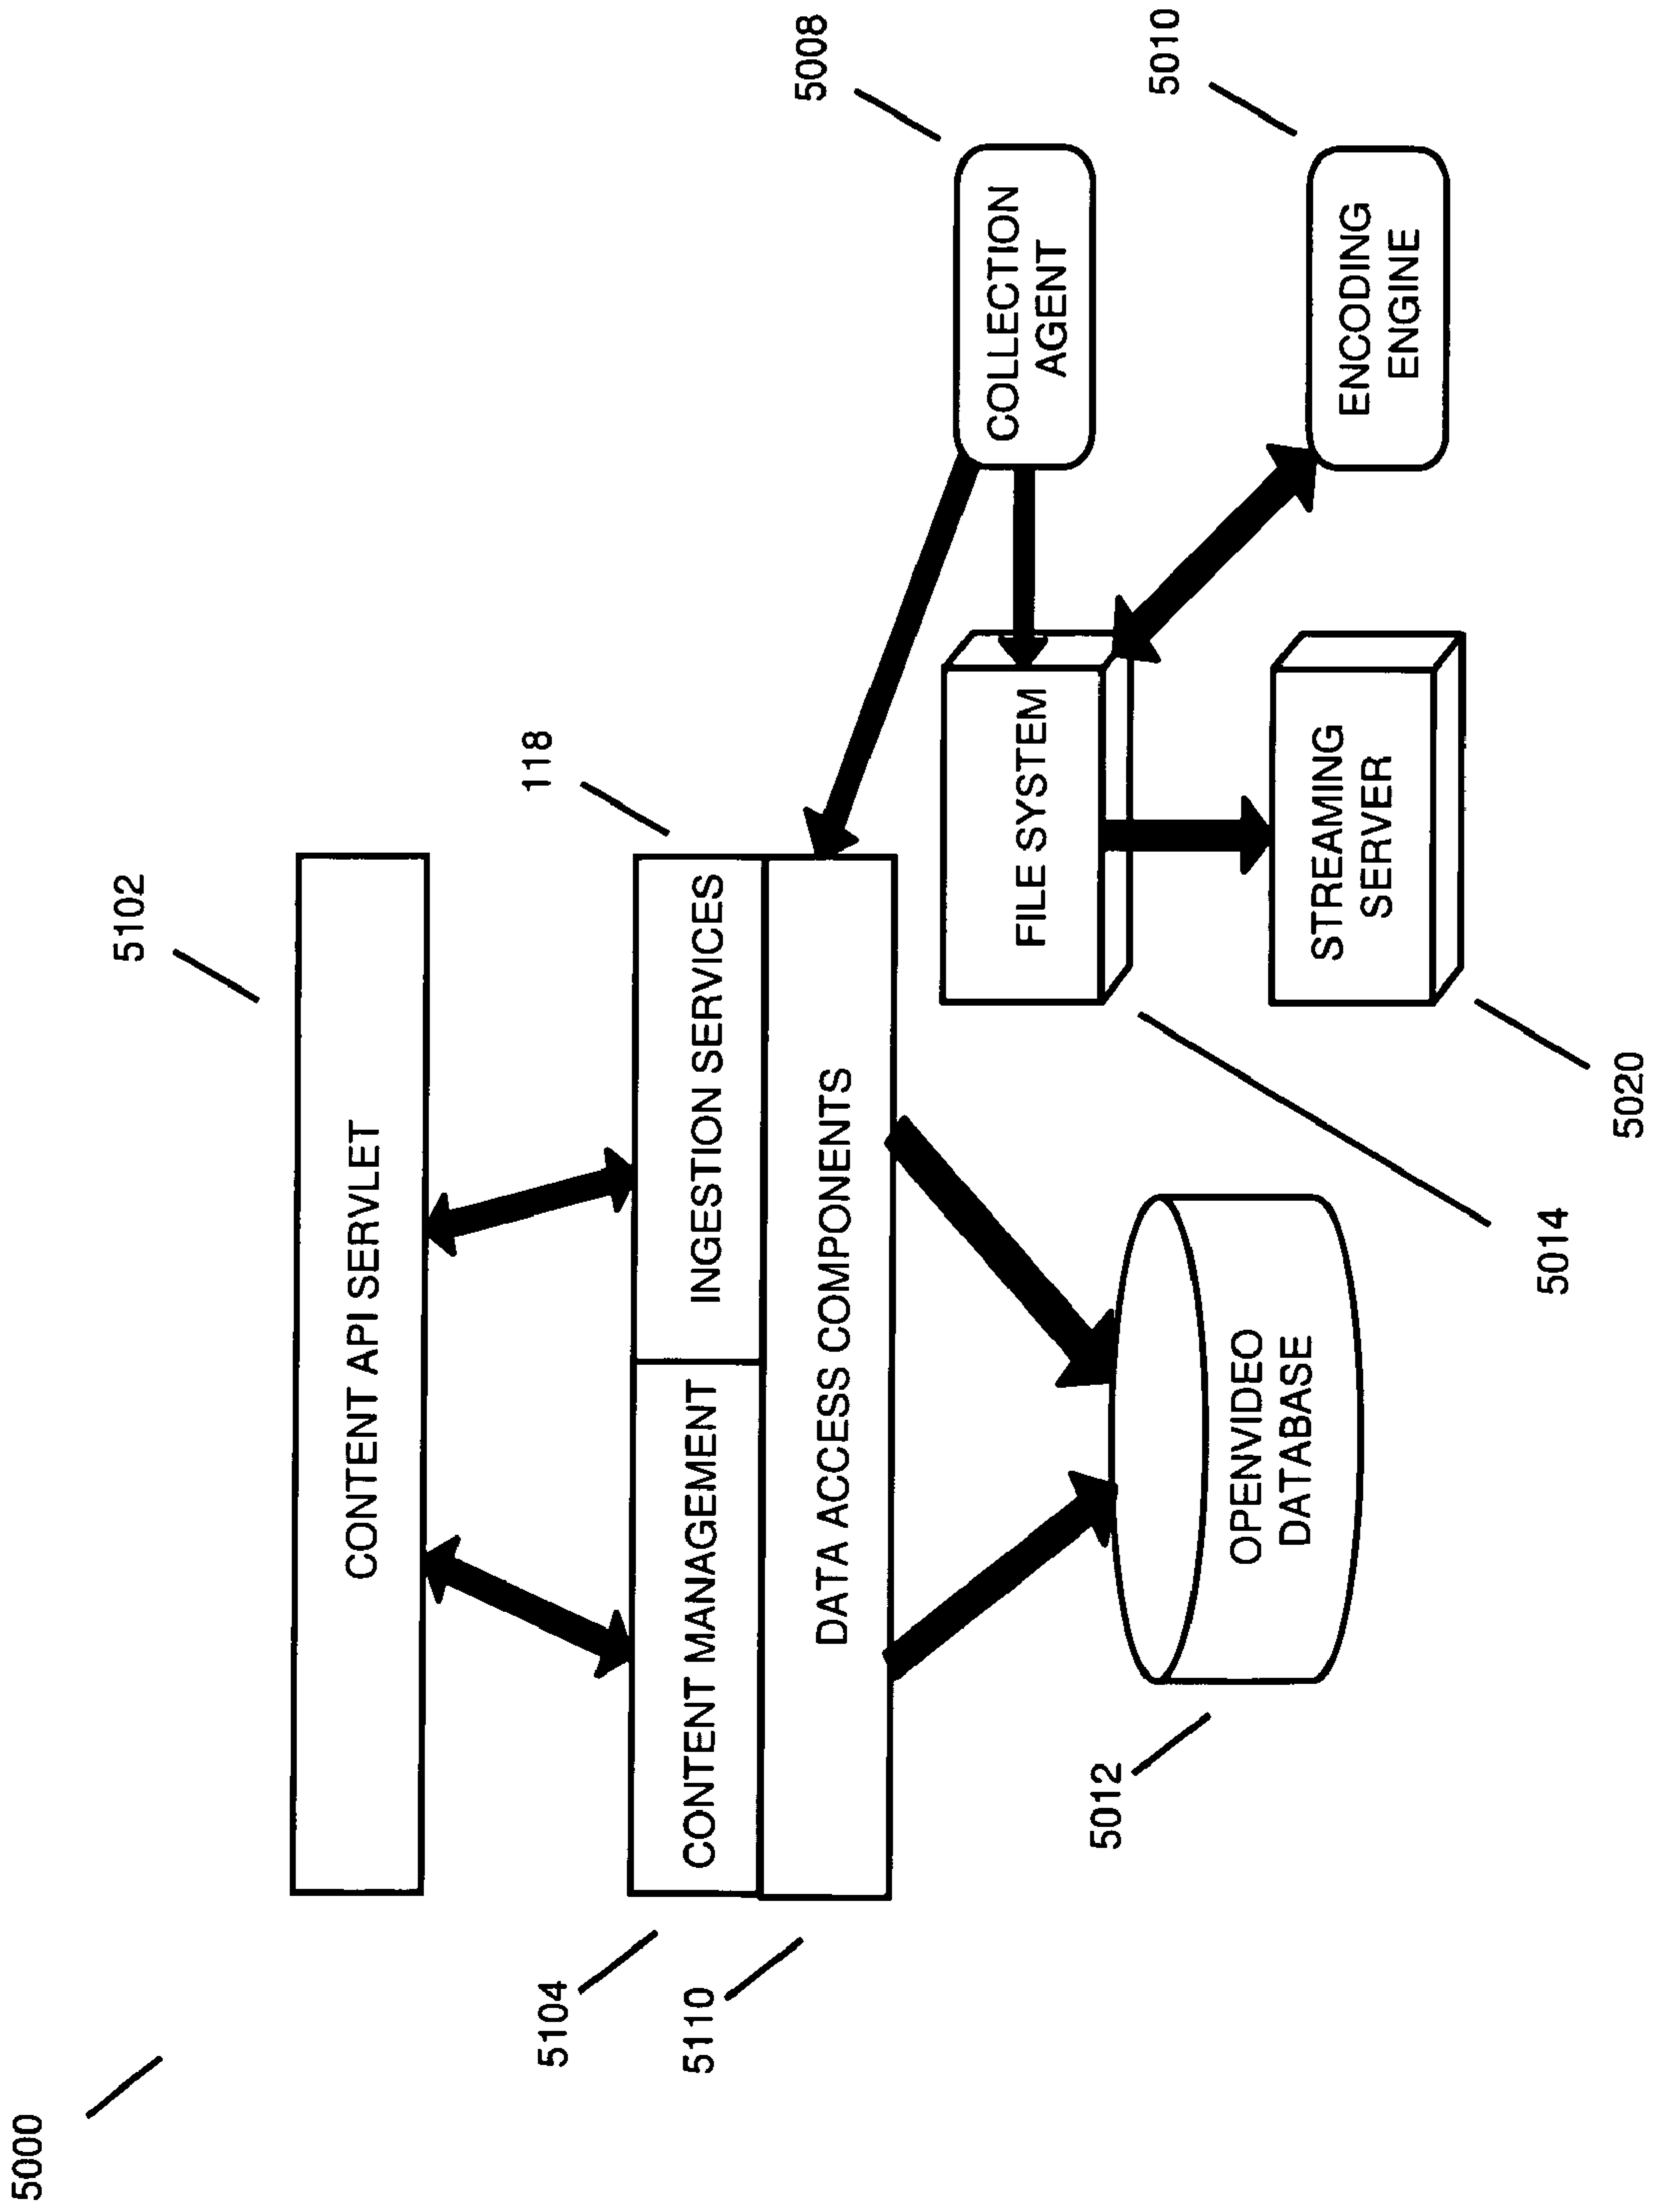 5000
5102
CONTENT API SERVLET
118
5104
CONTENT MANAGEMENT
INGESTION SERVICES
5110
DATA ACCESS COMPONENTS
5008
COLLECTION
AGENT
FILE SYSTEM
5010
ENCODING
ENGINE
5012
OPENVIDEO
DATABASE
STREAMING
SERVER
5014
5020